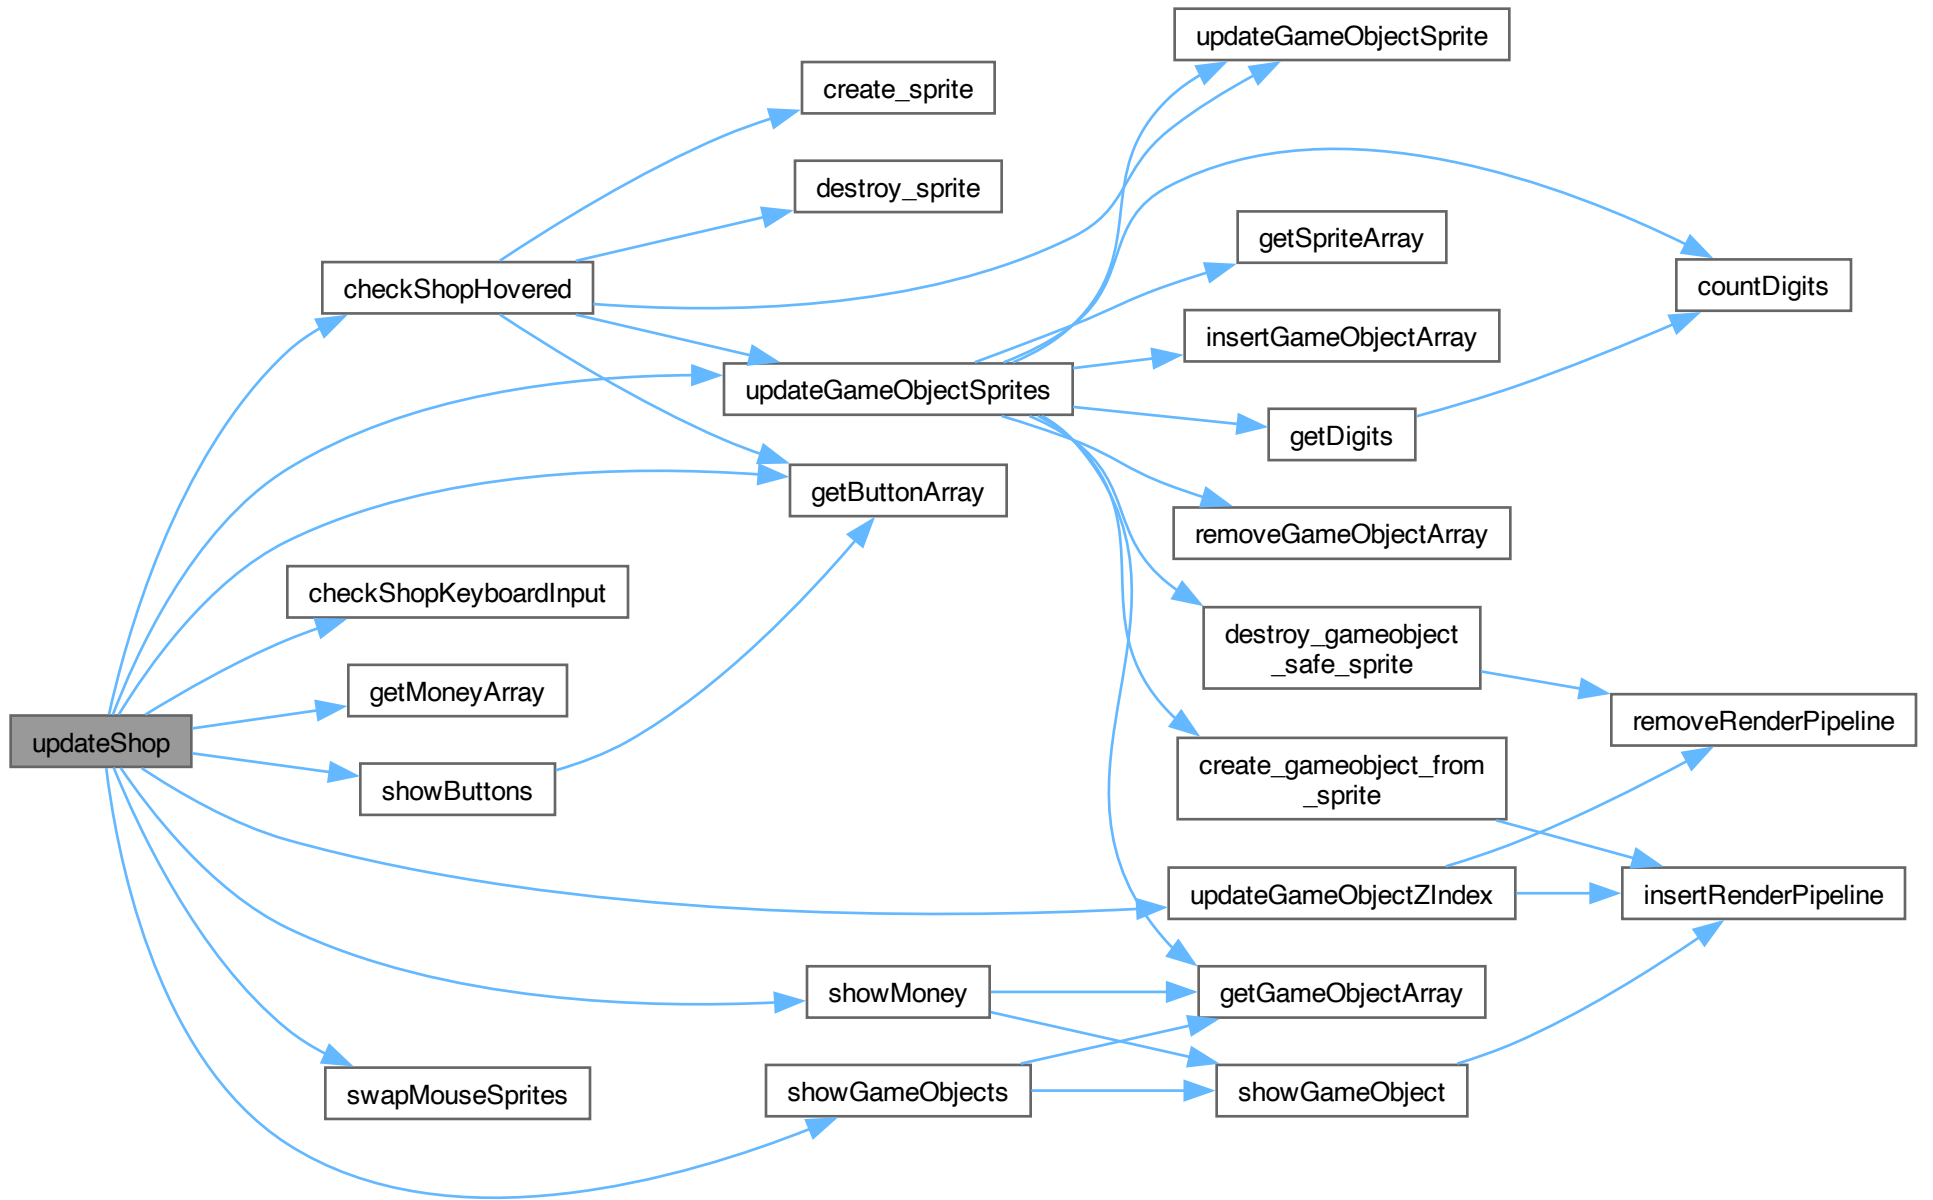 updateGameObjectSprite
create_sprite
destroy_sprite
getSpriteArray
checkShopHovered
countDigits
insertGameObjectArray
updateGameObjectSprites
getDigits
getButtonArray
removeGameObjectArray
checkShopKeyboardInput
destroy_gameobject
_safe_sprite
getMoneyArray
removeRenderPipeline
updateShop
create_gameobject_from
_sprite
showButtons
updateGameObjectZIndex
insertRenderPipeline
showMoney
getGameObjectArray
swapMouseSprites
showGameObjects
showGameObject